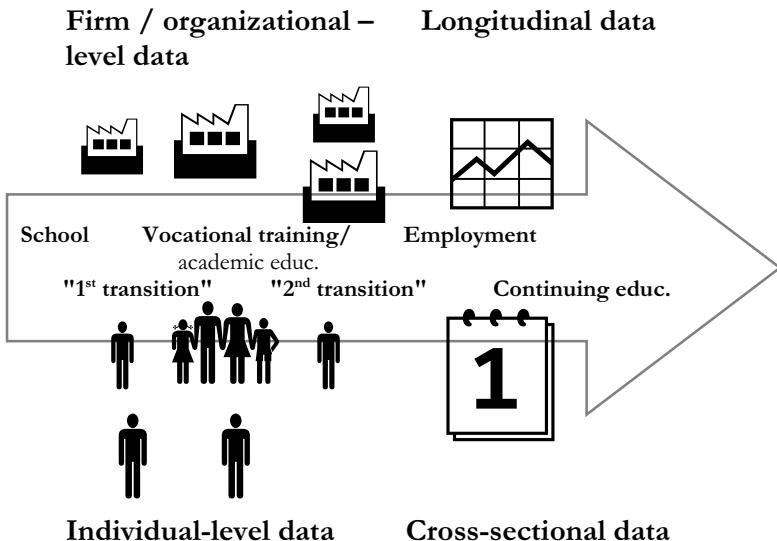 Firm / organizational – Longitudinal data
level data
School Vocational training/ Employment
academic educ.
"1st transition" "2nd transition" Continuing educ.
1
Individual-level data Cross-sectional data